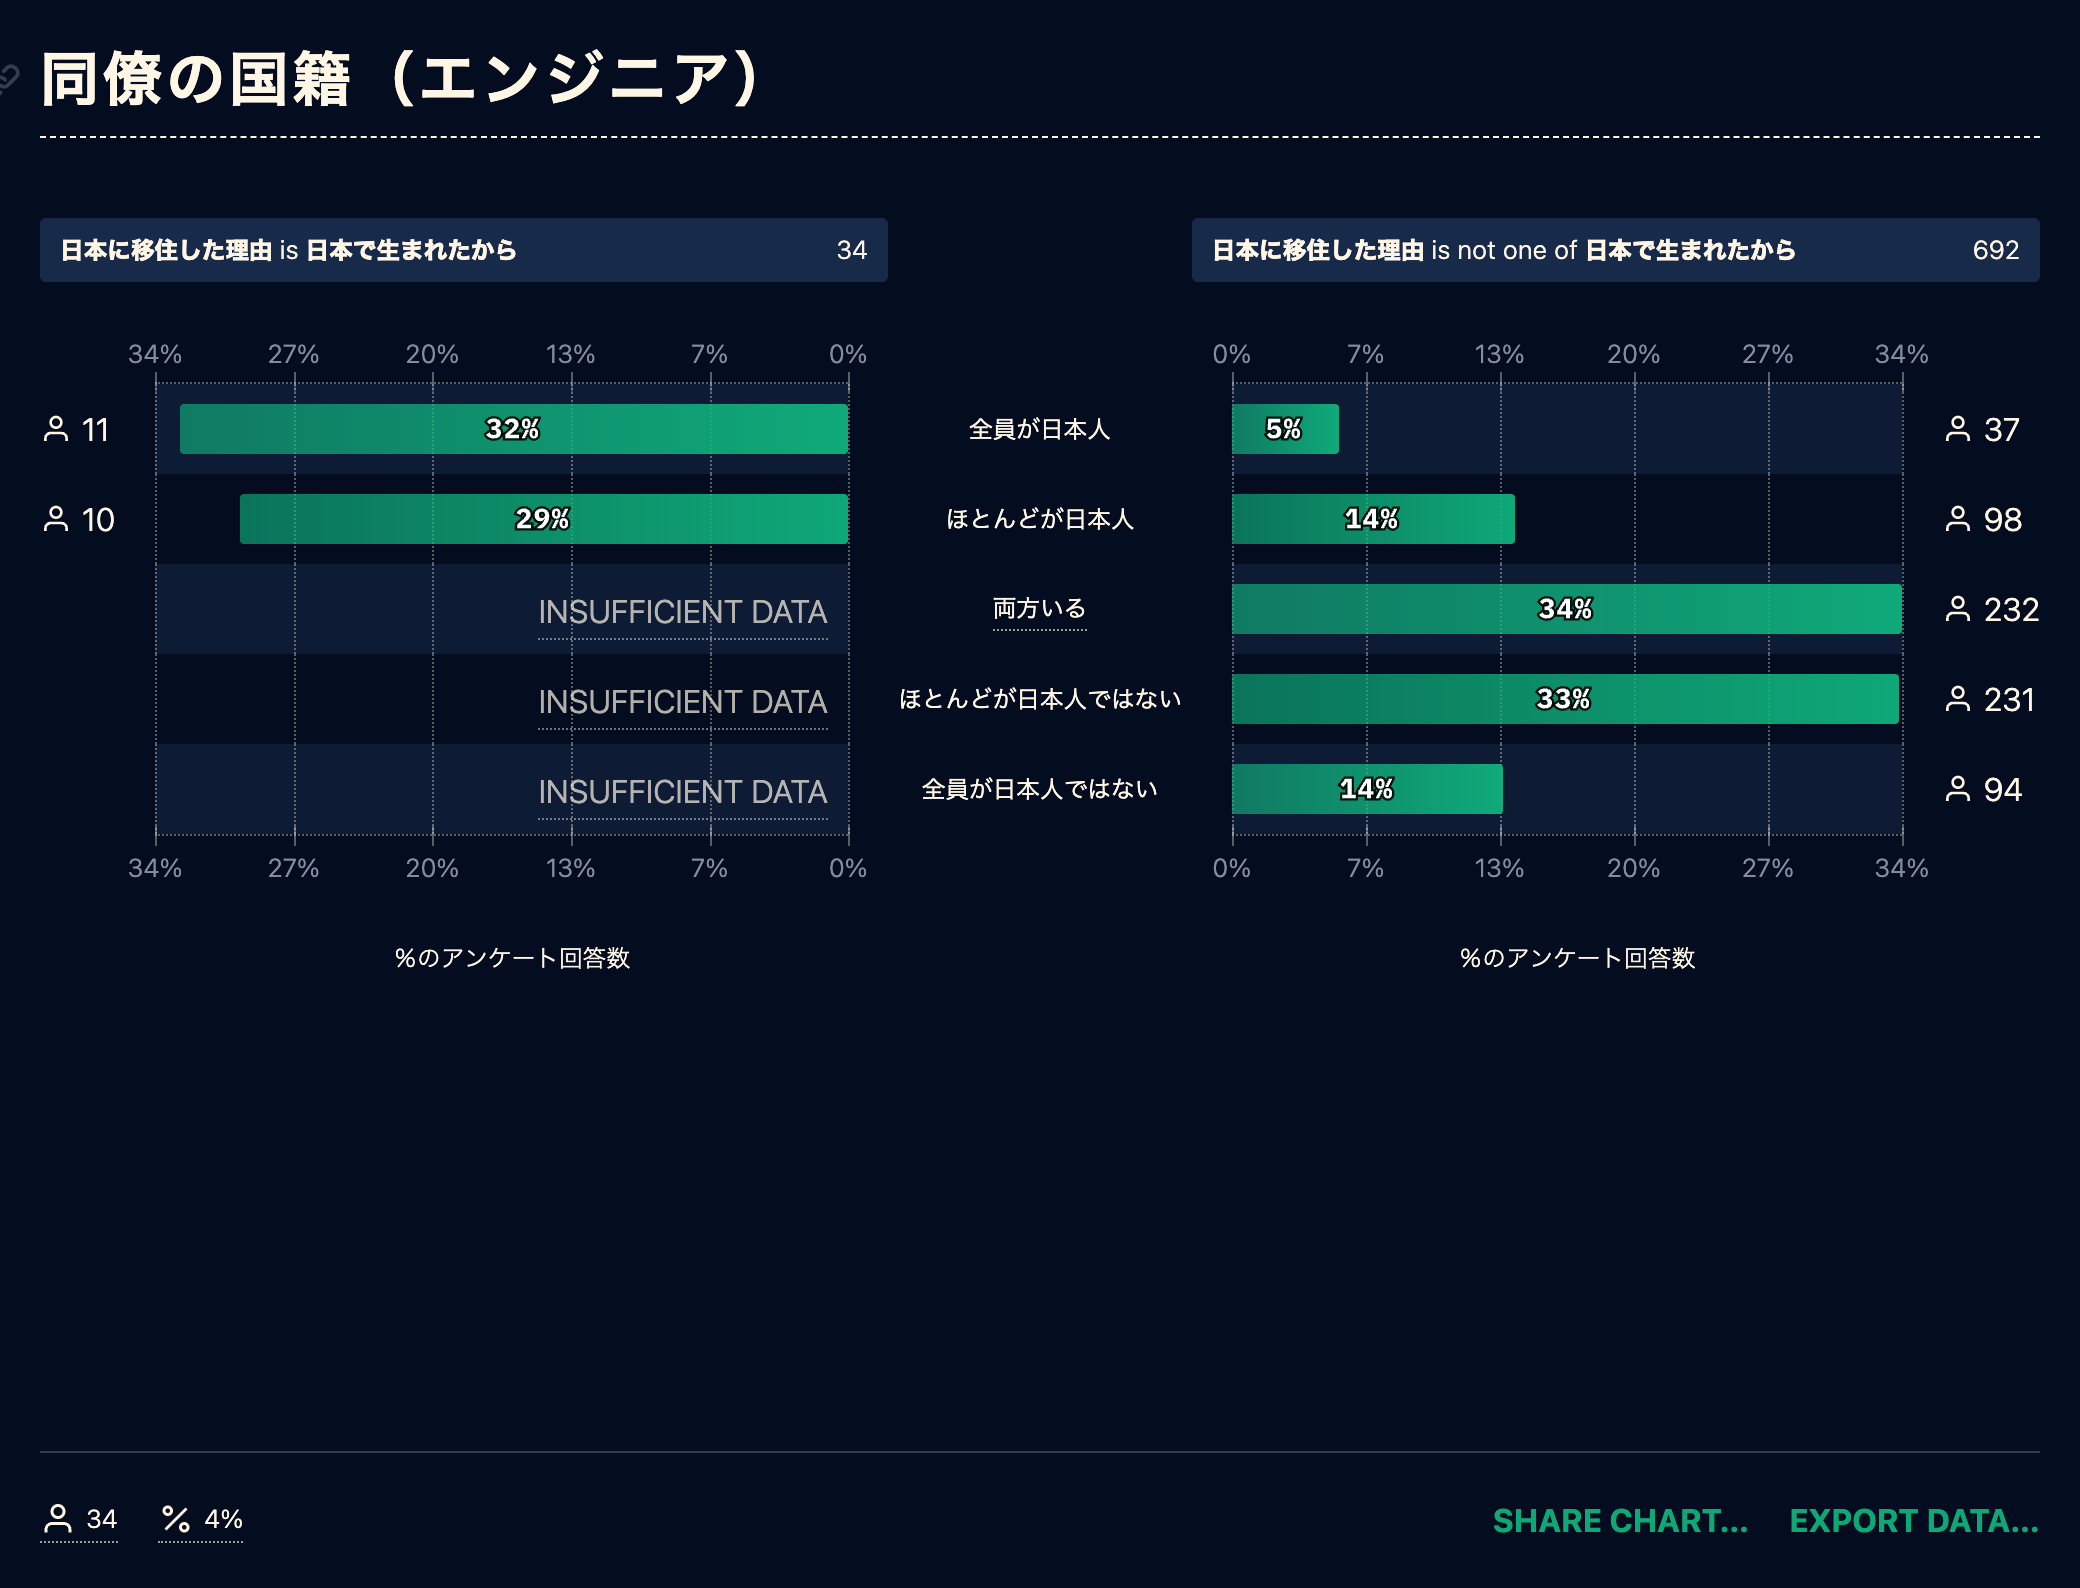 同僚の国籍（エンジニア）
日本に移住した理由 is 日本で生まれたから 34
日本に移住した理由 is not one of 日本で生まれたから 692
34% 27% 20% 13% 7% 0%
0% 7% 13% 20% 27% 34%
11 32% 全員が日本人 5% 37
10 29% ほとんどが日本人 14% 98
INSUFFICIENT DATA 両方いる 34% 232
INSUFFICIENT DATA ほとんどが日本人ではない 33% 231
INSUFFICIENT DATA 全員が日本人ではない 14% 94
34% 27% 20% 13% 7% 0%
0% 7% 13% 20% 27% 34%
%のアンケート回答数
%のアンケート回答数
34 % 4%
SHARE CHART... EXPORT DATA...